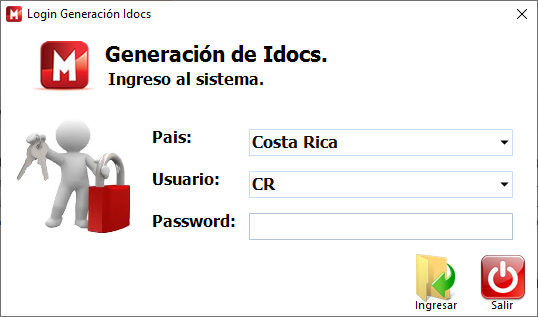 M Login Generación Idocs
M Generación de Idocs.
Ingreso al sistema.
Pais: Costa Rica
Usuario: CR
Password:
Ingresar Salir